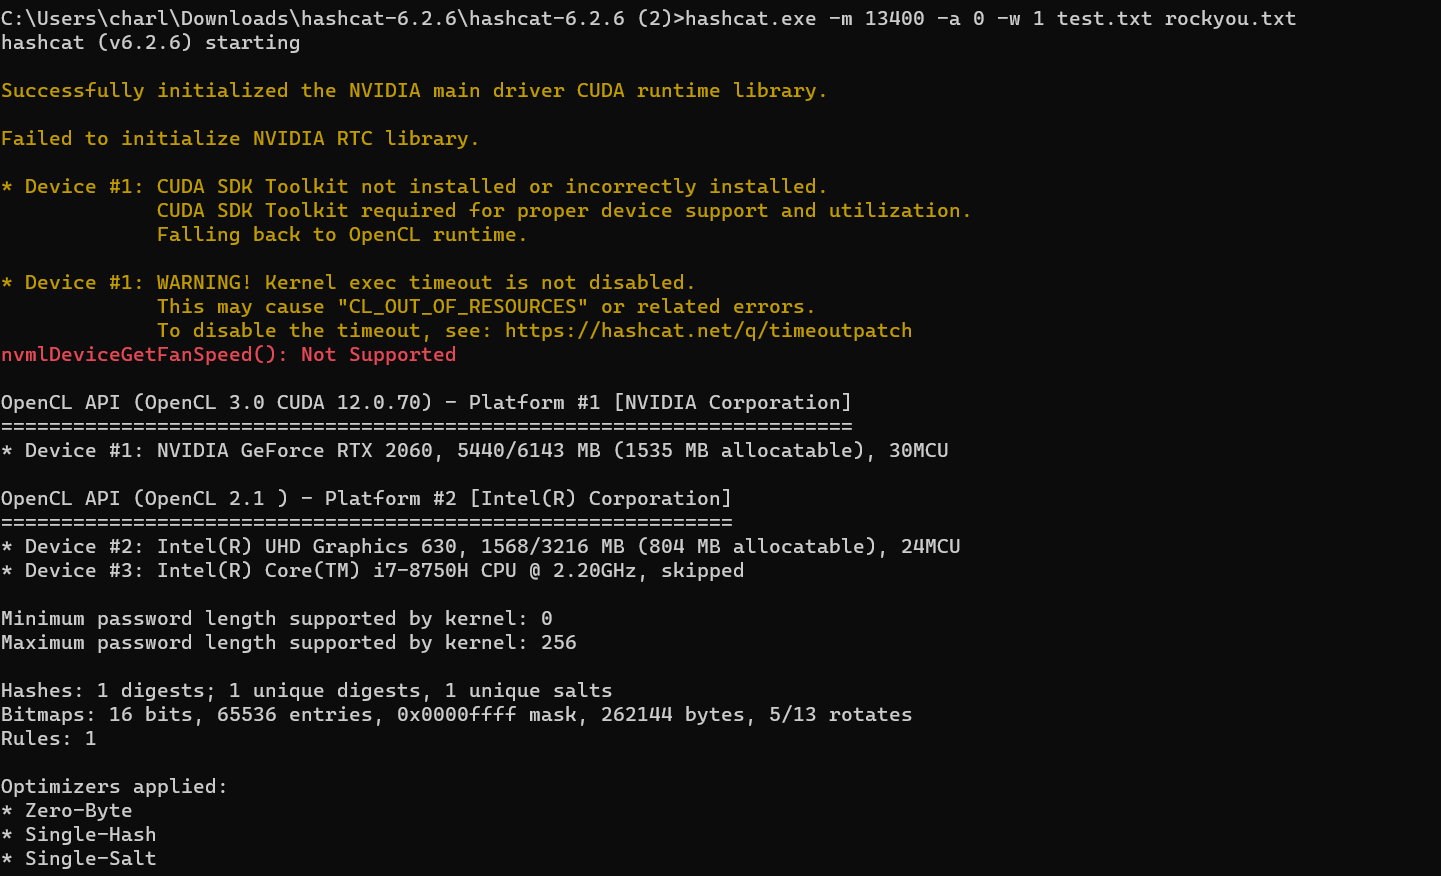 C:\Users\charl\Downloads\hashcat-6.2.6\hashcat-6.2.6 (2)>hashcat.exe -m 13400 -a 0 -w 1 test.txt rockyou.txt
hashcat (v6.2.6) starting
Successfully initialized the NVIDIA main driver CUDA runtime library.
Failed to initialize NVIDIA RTC library.
* Device #1: CUDA SDK Toolkit not installed or incorrectly installed.
CUDA SDK Toolkit required for proper device support and utilization.
Falling back to OpenCL runtime.
* Device #1: WARNING! Kernel exec timeout is not disabled.
This may cause "CL_OUT_OF_RESOURCES" or related errors.
To disable the timeout, see: https://hashcat.net/q/timeoutpatch
nvmlDeviceGetFanSpeed(): Not Supported
OpenCL API (OpenCL 3.0 CUDA 12.0.70) - Platform #1 [NVIDIA Corporation]
=======================================================================
* Device #1: NVIDIA GeForce RTX 2060, 5440/6143 MB (1535 MB allocatable), 30MCU
OpenCL API (OpenCL 2.1 ) - Platform #2 [Intel(R) Corporation]
=============================================================
* Device #2: Intel(R) UHD Graphics 630, 1568/3216 MB (804 MB allocatable), 24MCU
* Device #3: Intel(R) Core(TM) i7-8750H CPU @ 2.20GHz, skipped
Minimum password length supported by kernel: 0
Maximum password length supported by kernel: 256
Hashes: 1 digests; 1 unique digests, 1 unique salts
Bitmaps: 16 bits, 65536 entries, 0x0000ffff mask, 262144 bytes, 5/13 rotates
Rules: 1
Optimizers applied:
* Zero-Byte
* Single-Hash
* Single-Salt